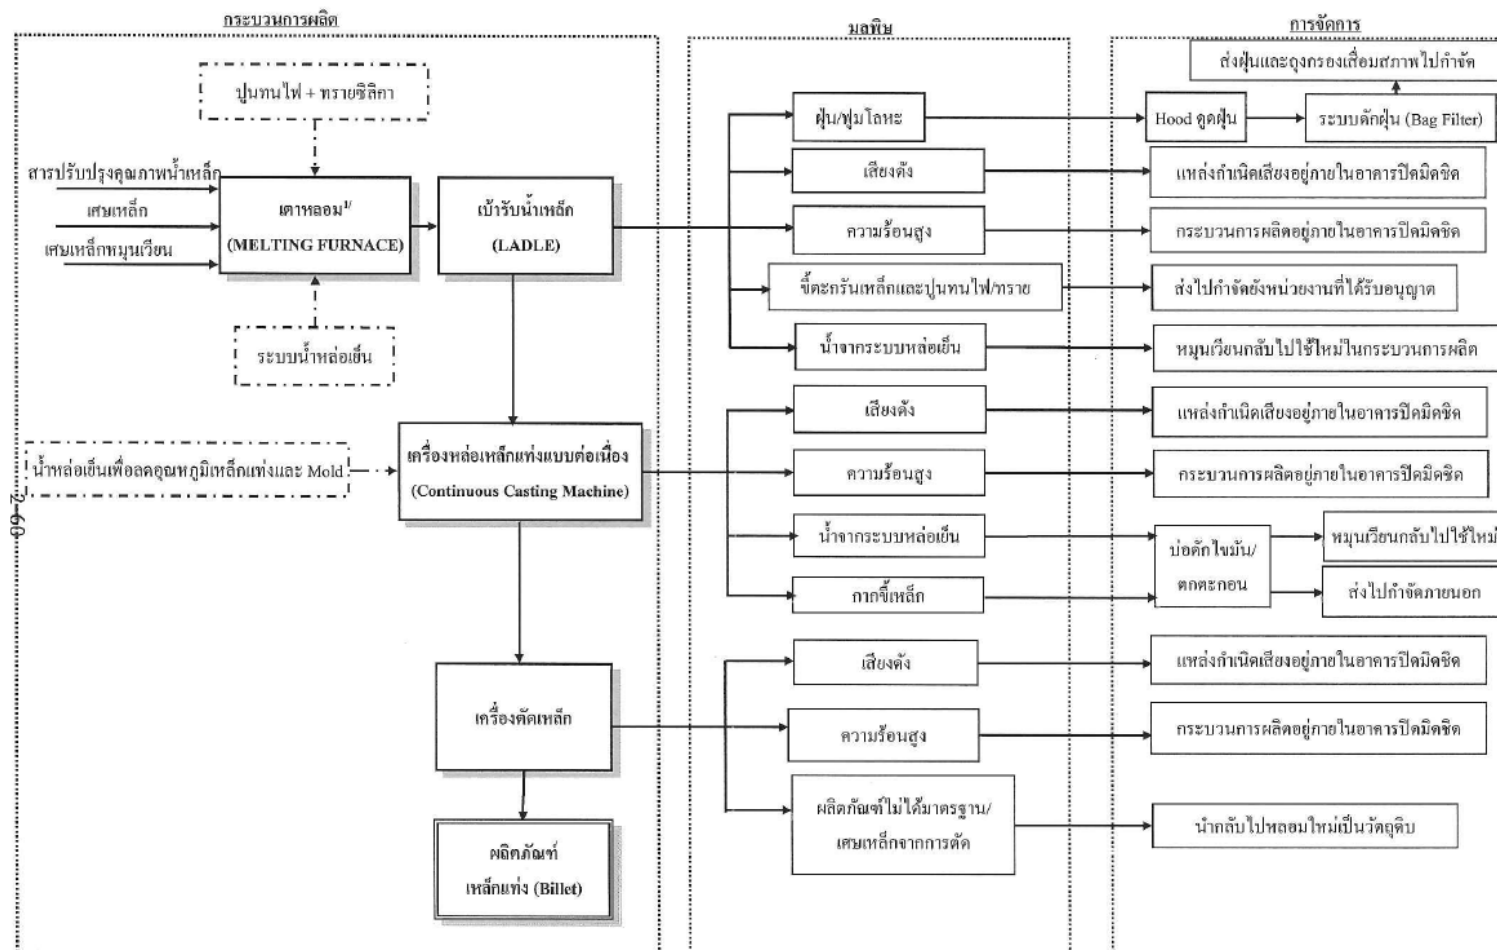 กระบวนการผลิต
มลพิษ
การจัดการ
ปูนทนไฟ + ทรายซิลิกา
สารปรับปรุงคุณภาพน้ำเหล็ก
เศษเหล็ก
เศษเหล็กหมุนเวียน
เตาหลอม¹/
(MELTING FURNACE)
เบ้ารับน้ำเหล็ก
(LADLE)
ระบบน้ำหล่อเย็น
น้ำหล่อเย็นเพื่อลดอุณหภูมิเหล็กแท่งและ Mold
เครื่องหล่อเหล็กแท่งแบบต่อเนื่อง
(Continuous Casting Machine)
เครื่องตัดเหล็ก
ผลิตภัณฑ์
เหล็กแท่ง (Billet)
ส่งฝุ่นและถุงกรองเสื่อมสภาพไปกำจัด
ฝุ่น/ฟูมโลหะ
Hood ดูดฝุ่น
ระบบดักฝุ่น (Bag Filter)
เสียงดัง
แหล่งกำเนิดเสียงอยู่ภายในอาคารปิดมิดชิด
ความร้อนสูง
กระบวนการผลิตอยู่ภายในอาคารปิดมิดชิด
ขี้ตะกรันเหล็กและปูนทนไฟ/ทราย
ส่งไปกำจัดยังหน่วยงานที่ได้รับอนุญาต
น้ำจากระบบหล่อเย็น
หมุนเวียนกลับไปใช้ใหม่ในกระบวนการผลิต
เสียงดัง
แหล่งกำเนิดเสียงอยู่ภายในอาคารปิดมิดชิด
ความร้อนสูง
กระบวนการผลิตอยู่ภายในอาคารปิดมิดชิด
น้ำจากระบบหล่อเย็น
กากขี้เหล็ก
บ่อดักไขมัน/
ตกตะกอน
หมุนเวียนกลับไปใช้ใหม่
ส่งไปกำจัดภายนอก
เสียงดัง
แหล่งกำเนิดเสียงอยู่ภายในอาคารปิดมิดชิด
ความร้อนสูง
กระบวนการผลิตอยู่ภายในอาคารปิดมิดชิด
ผลิตภัณฑ์ไม่ได้มาตรฐาน/
เศษเหล็กจากการตัด
นำกลับไปหลอมใหม่เป็นวัตถุดิบ
2-60